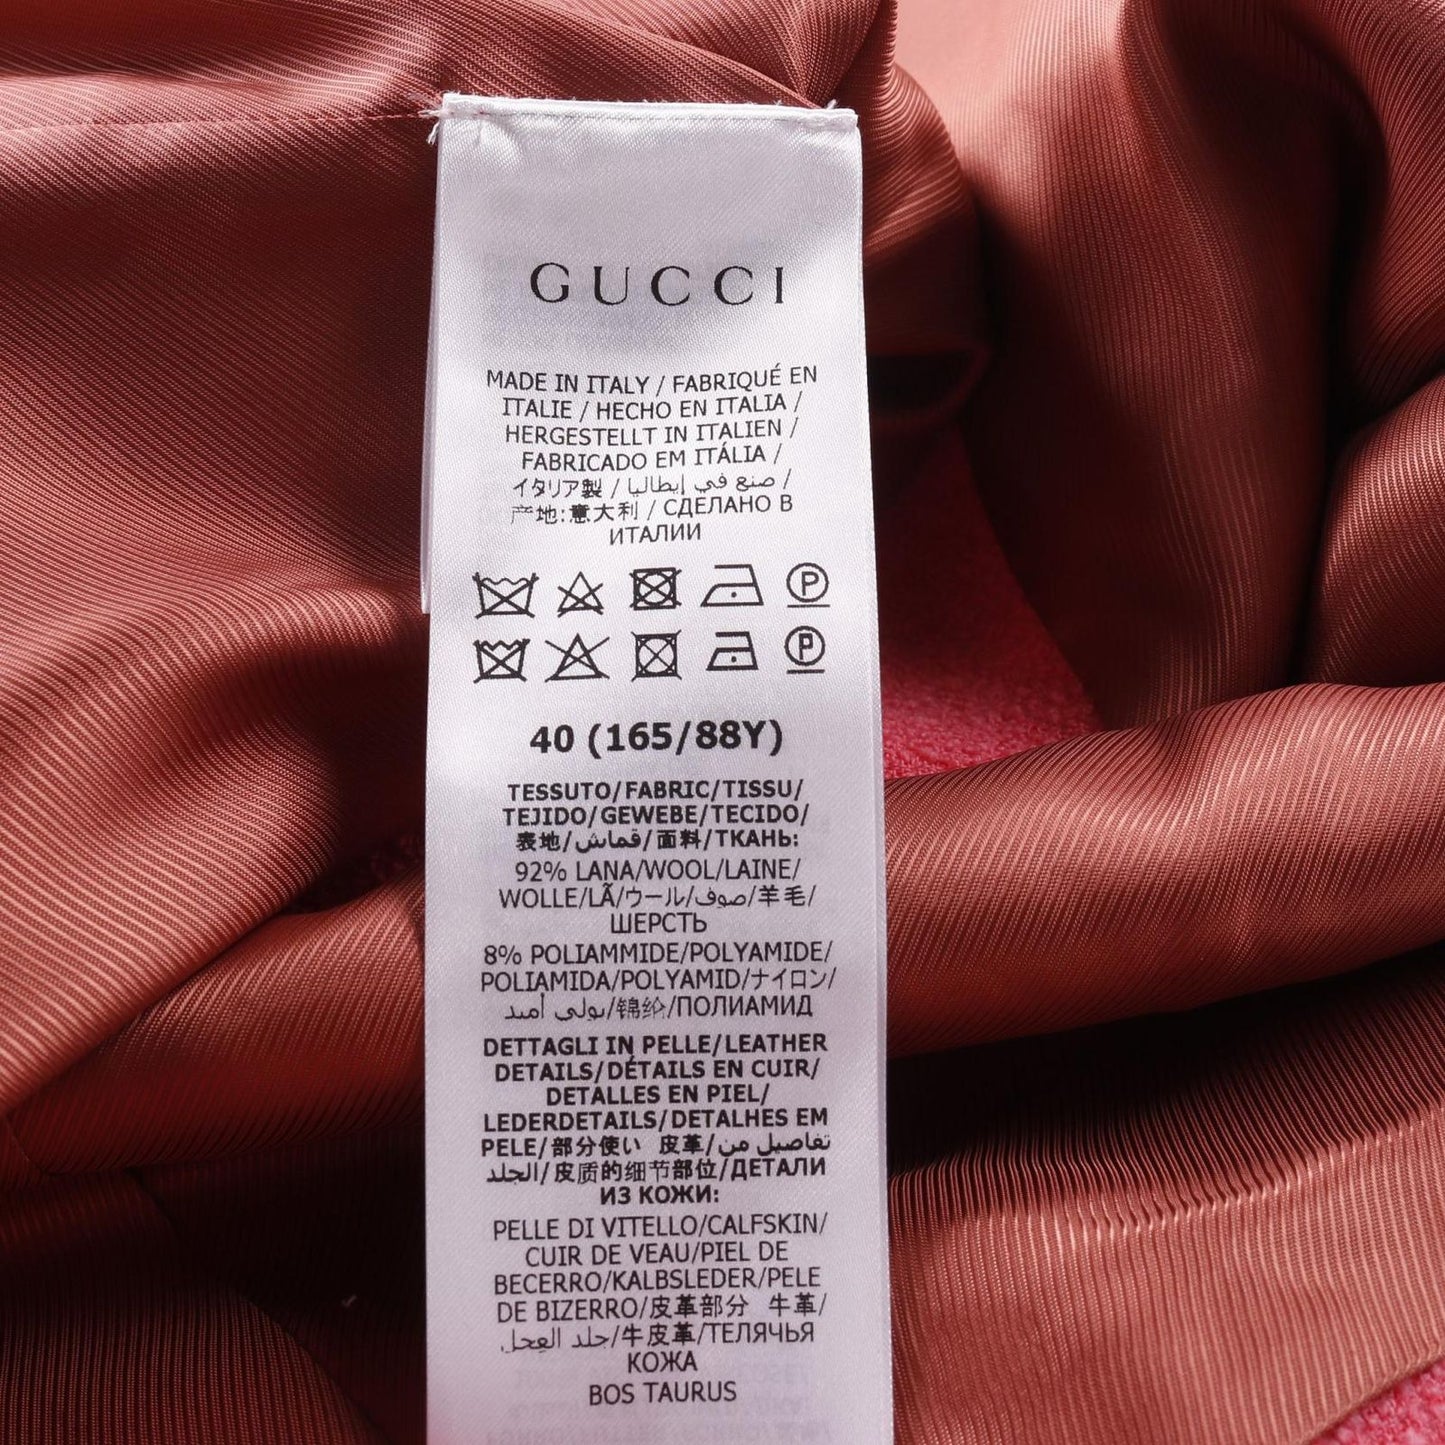 GUCCI
MADE IN ITALY / FABRIQUÉ EN
ITALIE / HECHO EN ITALIA /
HERGESTELLT IN ITALIEN /
FABRICADO EM ITÁLIA /
イタリア製 / صنع في إيطاليا /
产地:意大利 / СДЕЛАНО В
ИТАЛИИ
P
P
40 (165/88Y)
TESSUTO/FABRIC/TISSU/
TEJIDO/GEWEBE/TECIDO/
表地/قماش/面料/ТКАНЬ:
92% LANA/WOOL/LAINE/
WOLLE/LÃ/ウール/صوف/羊毛/
ШЕРСТЬ
8% POLIAMMIDE/POLYAMIDE/
POLIAMIDA/POLYAMID/ナイロン/
بولي أميد/锦纶/ПОЛИАМИД
DETTAGLI IN PELLE/LEATHER
DETAILS/DÉTAILS EN CUIR/
DETALLES EN PIEL/
LEDERDETAILS/DETALHES EM
PELE/部分使い 皮革/تفاصيل من
الجلد/皮质的细节部位/ДЕТАЛИ
ИЗ КОЖИ:
PELLE DI VITELLO/CALFSKIN/
CUIR DE VEAU/PIEL DE
BECERRO/KALBSLEDER/PELE
DE BIZERRO/皮革部分 牛革/
جلد العجل/牛皮革/ТЕЛЯЧЬЯ
КОЖА
BOS TAURUS